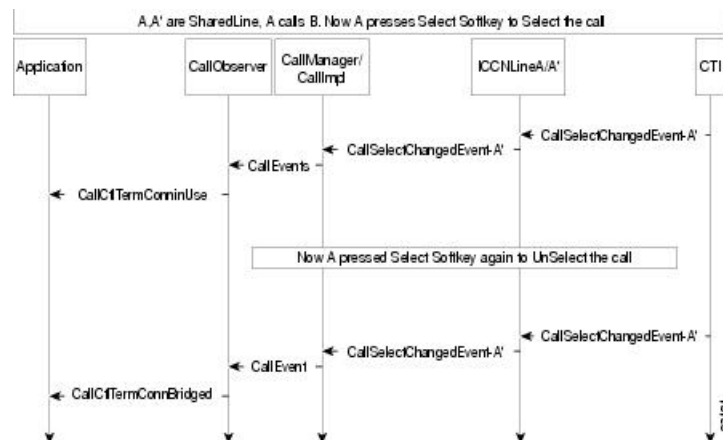 A,A' are SharedLine, A calls B. Now A presses Select Softkey to Select the call
Application
CallObserver
CallManager/
CallImp
ICCNLineA/A'
CTI
CallSelectChangedEvent-A'
CallSelectChangedEvent-A'
CallEvents
CallCtlTermConninUse
Now A pressed Select Softkey again to UnSelect the call
CallSelectChangedEvent-A'
CallSelectChangedEvent-A'
CallEvent
CallCtlTermConnBridged